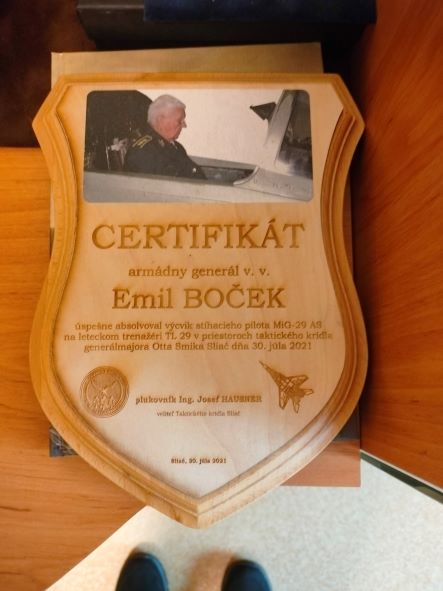 CERTIFIKÁT
armádny generál v. v.
Emil BOČEK
úspešne absolvoval výcvik stíhacieho pilota MiG-29 AS
na leteckom trenažéri TL 29 v priestoroch taktického krídla
generálmajora Otta Smika Sliač dňa 30. júla 2021
plukovník Ing. Josef HAUSNER
veliteľ Taktického krídla Sliač
Sliač, 30. júla 2021